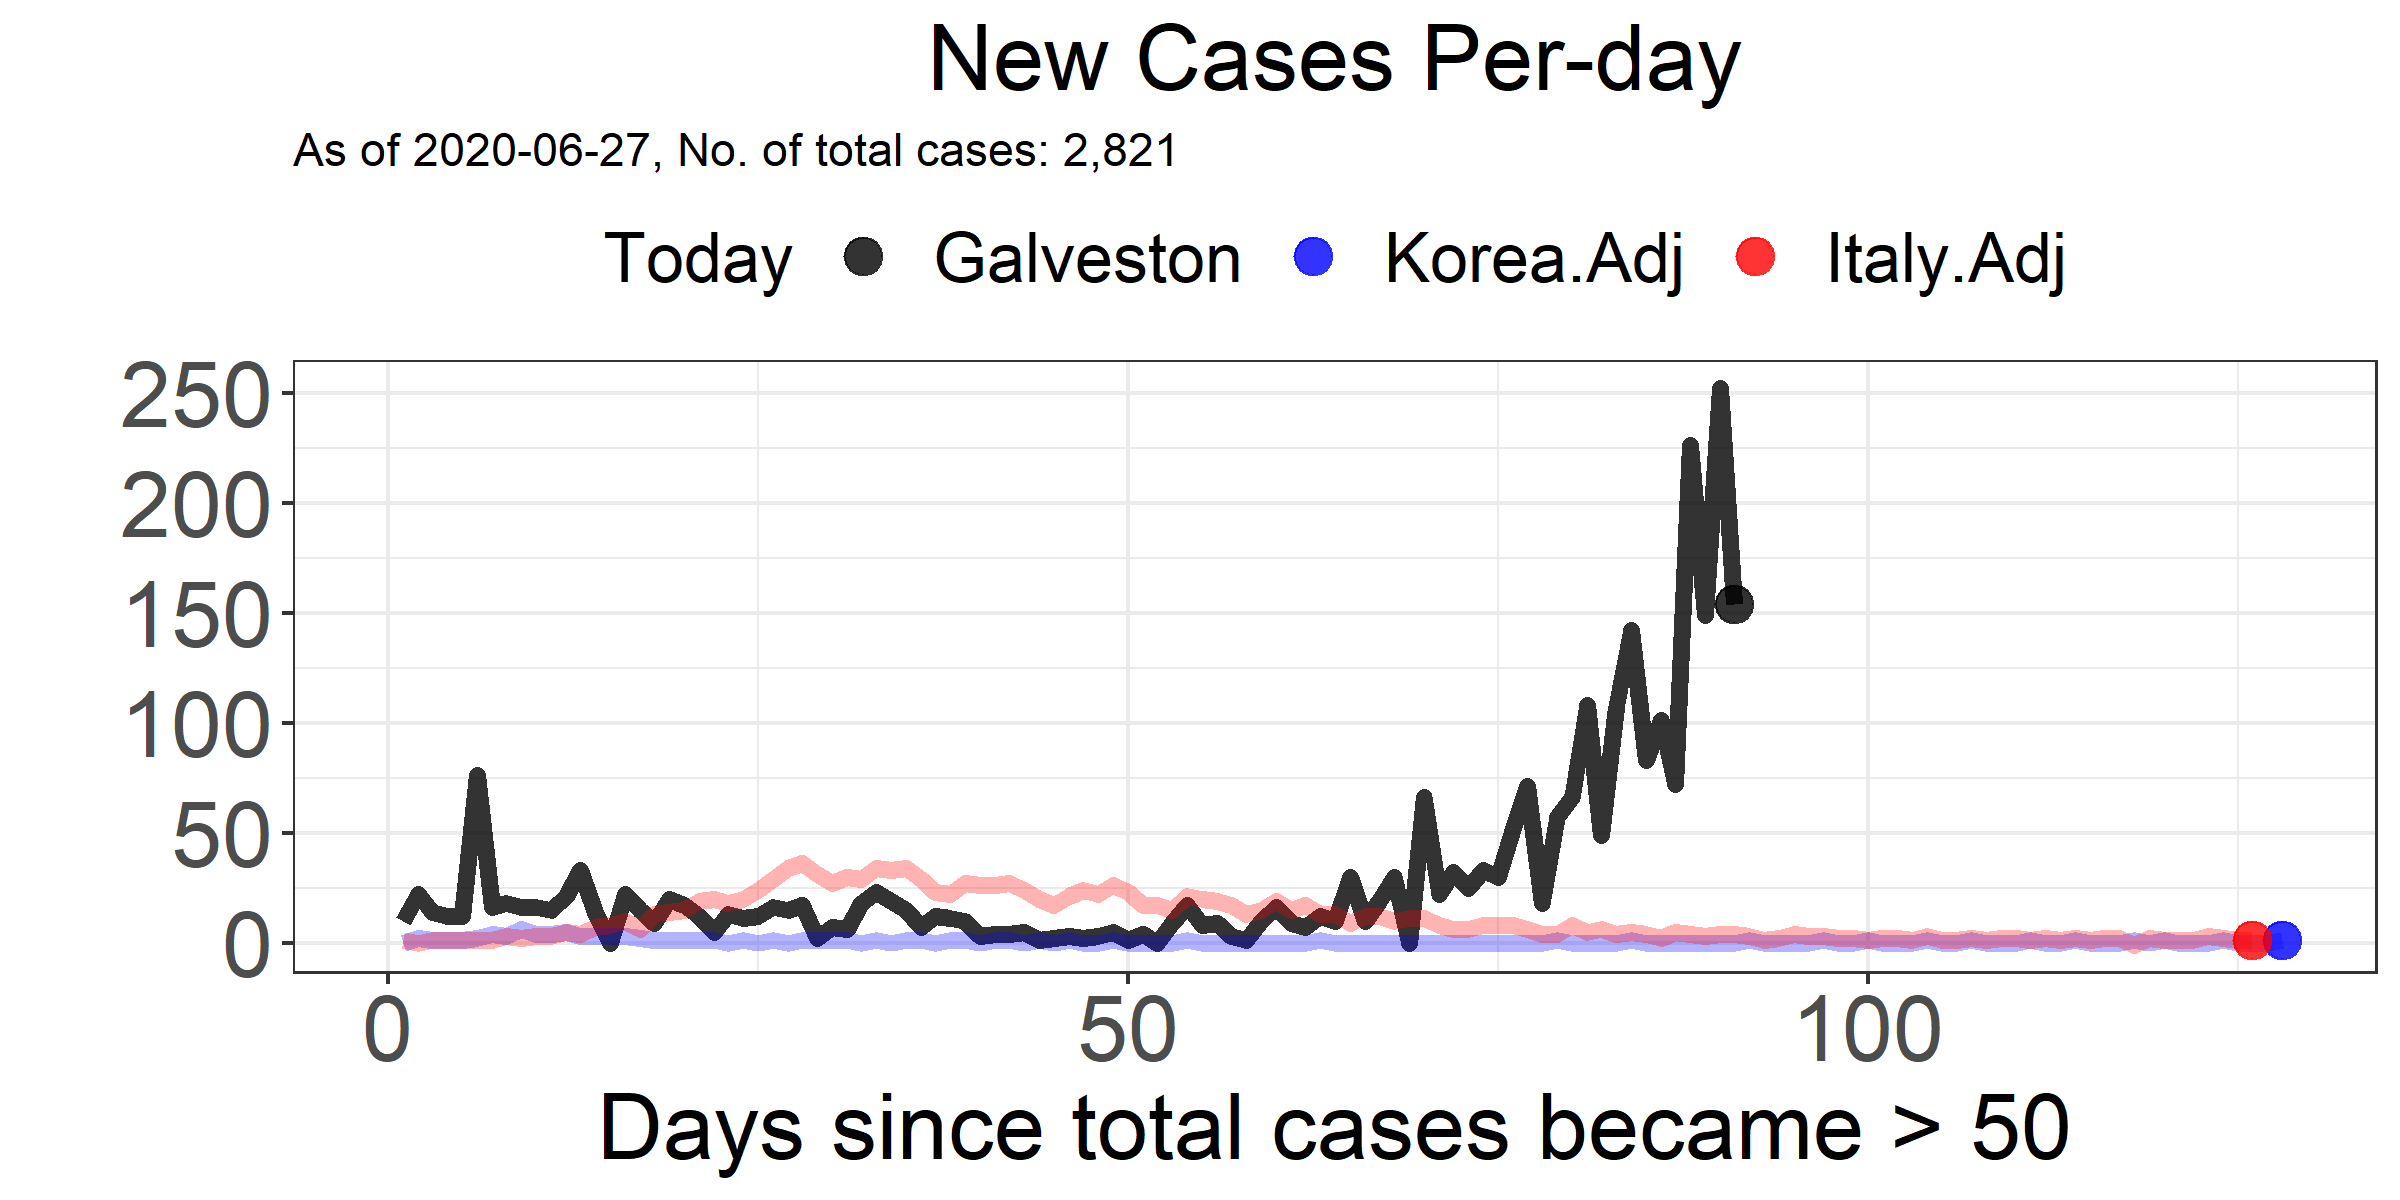 New Cases Per-day
As of 2020-06-27, No. of total cases: 2,821
Today Galveston Korea.Adj Italy.Adj
250
200
150
100
50
0
0 50 100
Days since total cases became > 50